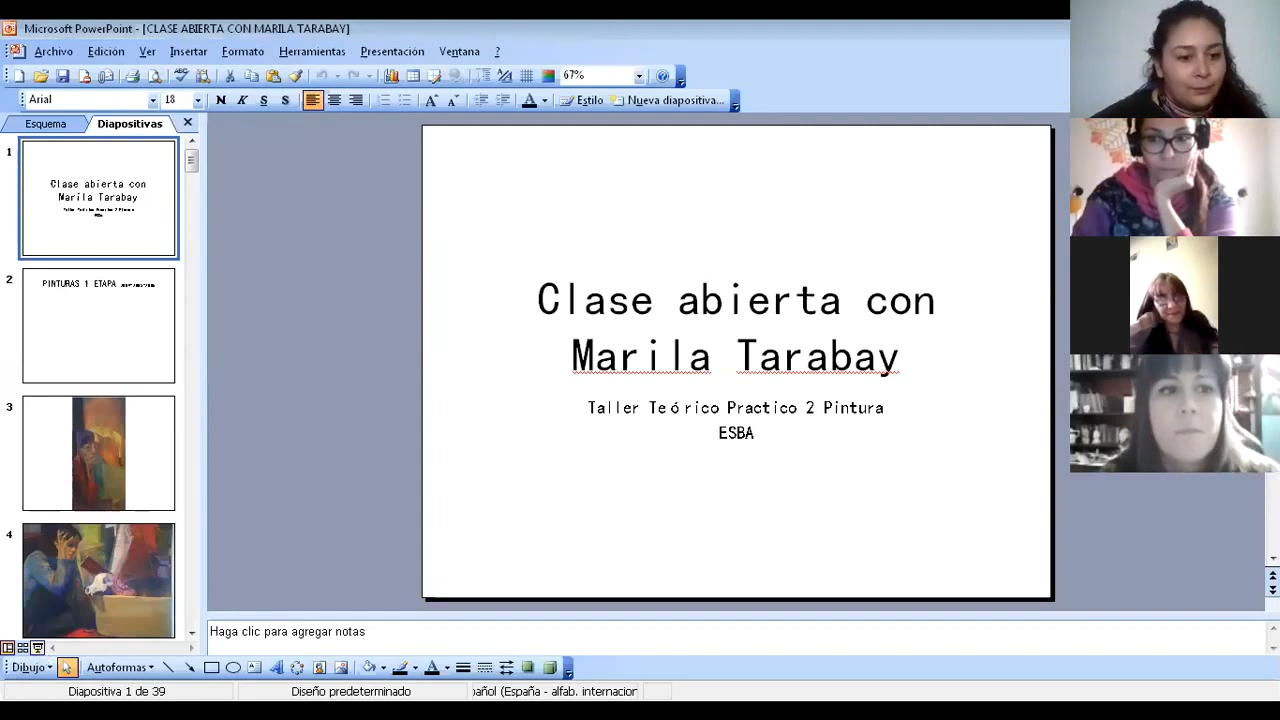 Microsoft PowerPoint - [CLASE ABIERTA CON MARILA TARABAY]
Archivo Edición Ver Insertar Formato Herramientas Presentación Ventana ?
67%
Arial 18 N K S S A Estilo Nueva diapositiva...
Esquema Diapositivas
1
Clase abierta con
Marila Tarabay
ESBA
2
PINTURAS 1 ETAPA
3
4
Clase abierta con
Marila Tarabay
Taller Teórico Practico 2 Pintura
ESBA
Haga clic para agregar notas
Dibujo Autoformas
Diapositiva 1 de 39 Diseño predeterminado añol (España - alfab. internacior